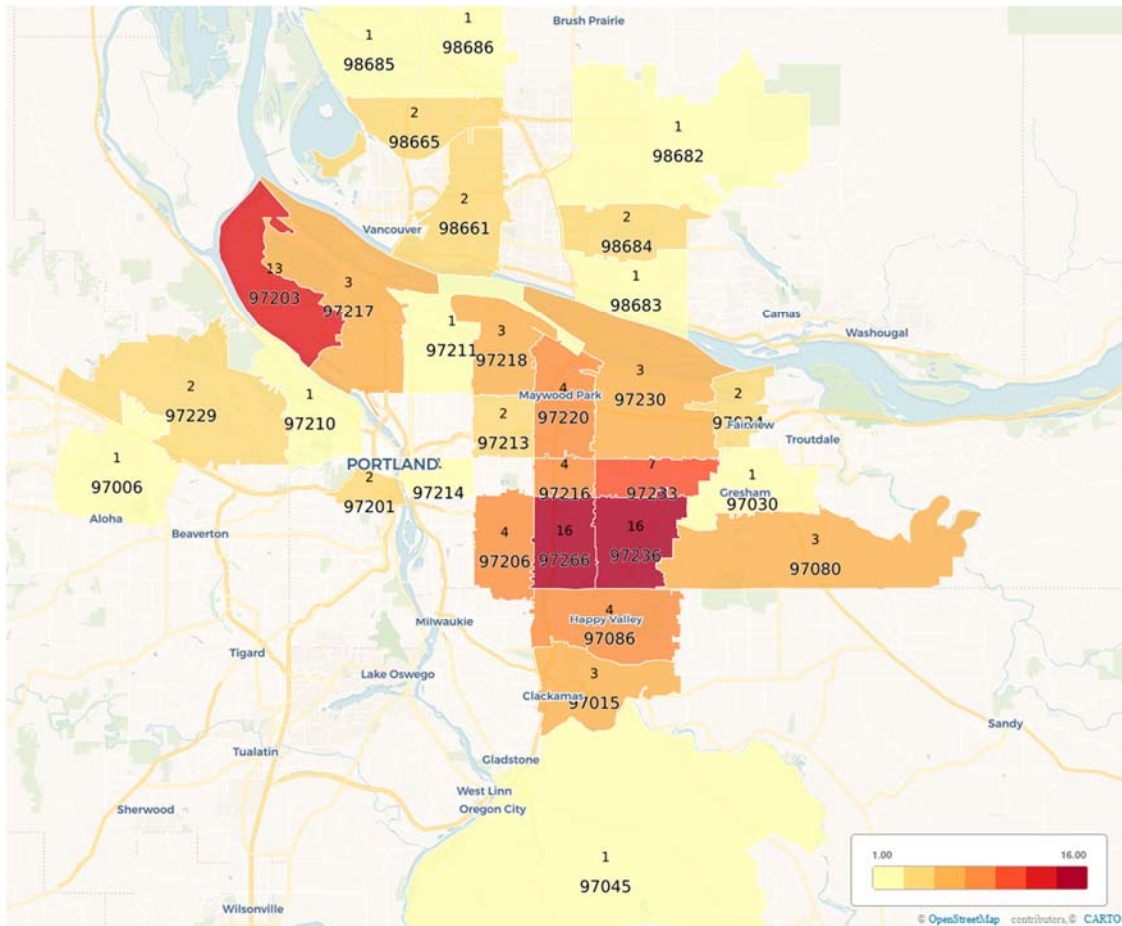 1
98686
Brush Prairie
1
98685
2
98665
1
98682
2
98661
Vancouver
2
98684
1
98683
Camas
Washougal
13
97203
3
97217
1
97211
3
97218
3
97230
4
Maywood Park
97220
2
97229
1
97210
2
97213
2
Fairview
Troutdale
1
97006
PORTLAND
97214
2
97201
4
97216
7
97233
1
Gresham
97030
Aloha
Beaverton
4
97206
16
97266
16
97236
3
97080
Milwaukie
4
Happy Valley
97086
Tigard
Lake Oswego
3
Clackamas
97015
Sandy
Tualatin
Gladstone
West Linn
Oregon City
Sherwood
1
97045
1.00 16.00
Wilsonville
© OpenStreetMap contributors, © CARTO